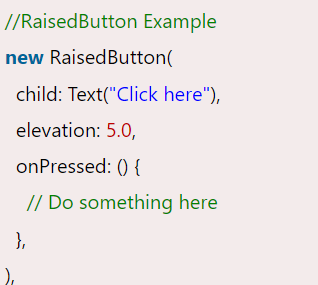 //RaisedButton Example
new RaisedButton(
child: Text("Click here"),
elevation: 5.0,
onPressed: () {
// Do something here
},
),